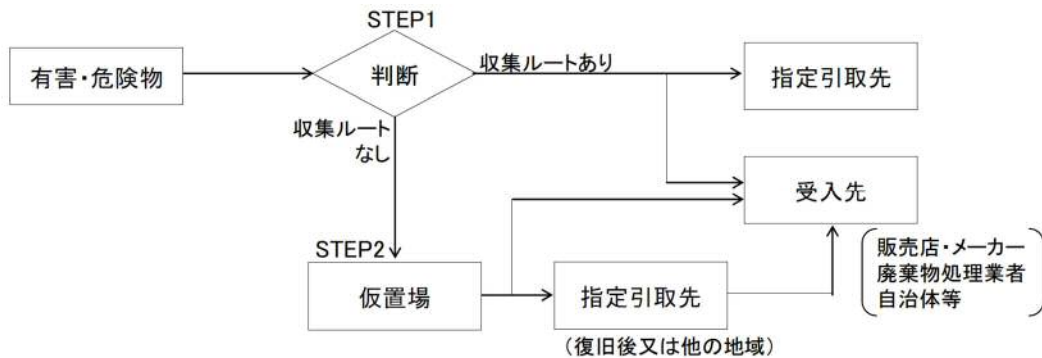 STEP1
有害・危険物
判断
収集ルートあり
指定引取先
収集ルート
なし
受入先
STEP2
仮置場
指定引取先
販売店・メーカー
廃棄物処理業者
自治体等
（復旧後又は他の地域）